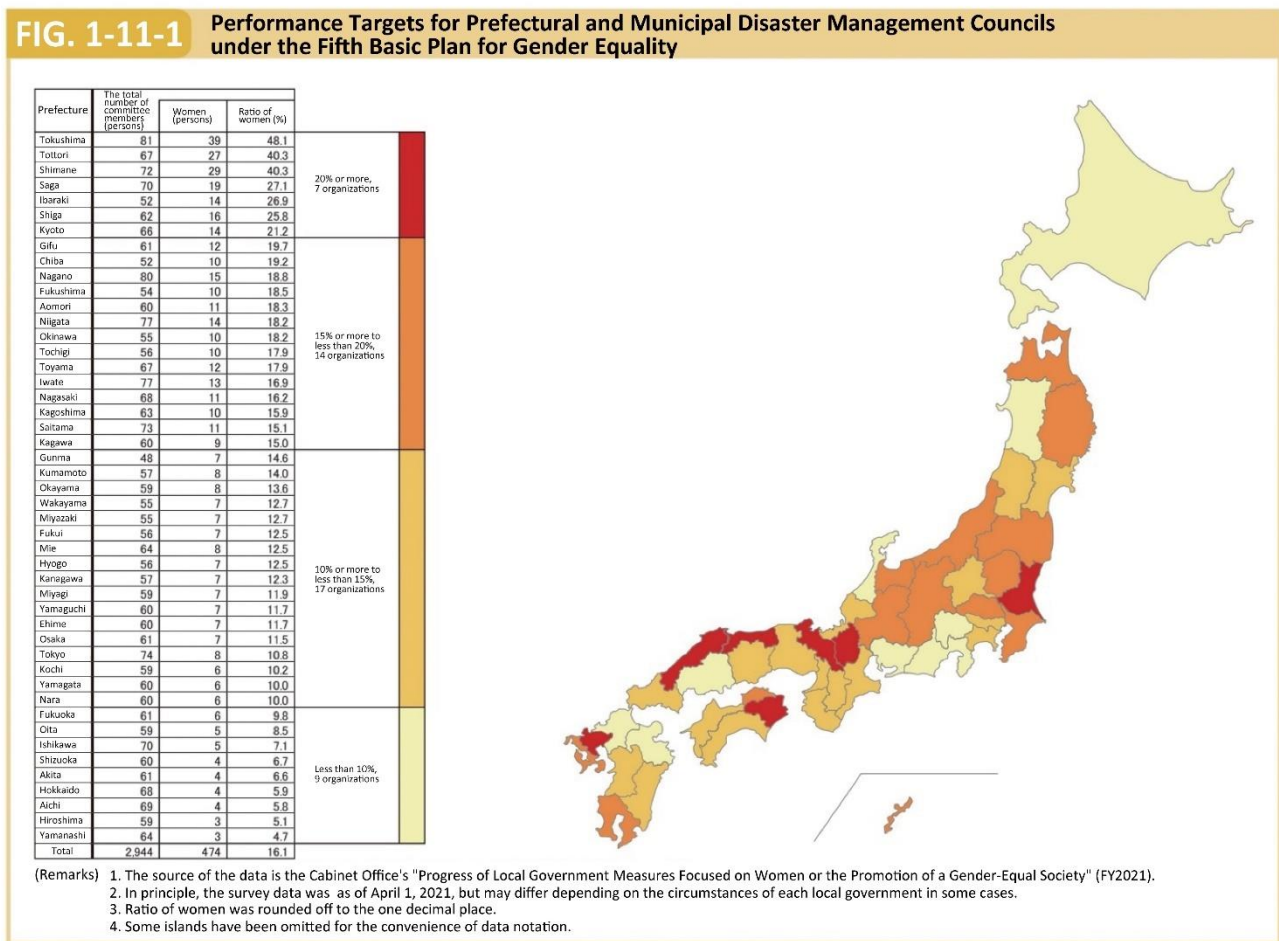 FIG. 1-11-1
Performance Targets for Prefectural and Municipal Disaster Management Councils
under the Fifth Basic Plan for Gender Equality
Prefecture
The total
number of
committee
members
(persons)
Women
(persons)
Ratio of
women (%)
Tokushima 81 39 48.1
Tottori 67 27 40.3
Shimane 72 29 40.3
Saga 70 19 27.1
Ibaraki 52 14 26.9
Shiga 62 16 25.8
Kyoto 66 14 21.2
20% or more,
7 organizations
Gifu 61 12 19.7
Chiba 52 10 19.2
Nagano 80 15 18.8
Fukushima 54 10 18.5
Aomori 60 11 18.3
Niigata 77 14 18.2
Okinawa 55 10 18.2
Tochigi 56 10 17.9
Toyama 67 12 17.9
Iwate 77 13 16.9
Nagasaki 68 11 16.2
Kagoshima 63 10 15.9
Saitama 73 11 15.1
Kagawa 60 9 15.0
15% or more to
less than 20%,
14 organizations
Gunma 48 7 14.6
Kumamoto 57 8 14.0
Okayama 59 8 13.6
Wakayama 55 7 12.7
Miyazaki 55 7 12.7
Fukui 56 7 12.5
Mie 64 8 12.5
Hyogo 56 7 12.5
Kanagawa 57 7 12.3
Miyagi 59 7 11.9
Yamaguchi 60 7 11.7
Ehime 60 7 11.7
Osaka 61 7 11.5
Tokyo 74 8 10.8
Kochi 59 6 10.2
Yamagata 60 6 10.0
Nara 60 6 10.0
10% or more to
less than 15%,
17 organizations
Fukuoka 61 6 9.8
Oita 59 5 8.5
Ishikawa 70 5 7.1
Shizuoka 60 4 6.7
Akita 61 4 6.6
Hokkaido 68 4 5.9
Aichi 69 4 5.8
Hiroshima 59 3 5.1
Yamanashi 64 3 4.7
Less than 10%,
9 organizations
Total 2,944 474 16.1
(Remarks) 1. The source of the data is the Cabinet Office's "Progress of Local Government Measures Focused on Women or the Promotion of a Gender-Equal Society" (FY2021).
2. In principle, the survey data was as of April 1, 2021, but may differ depending on the circumstances of each local government in some cases.
3. Ratio of women was rounded off to the one decimal place.
4. Some islands have been omitted for the convenience of data notation.